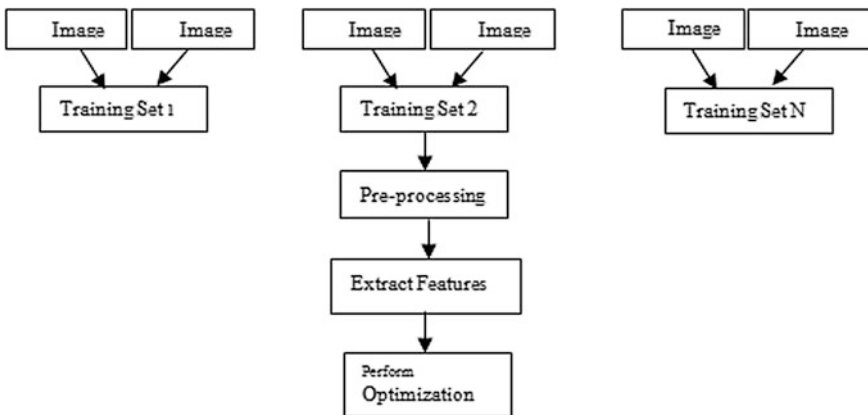 Image Image Image Image Image Image
Training Set 1 Training Set 2 Training Set N
Pre-processing
Extract Features
Perform
Optimization